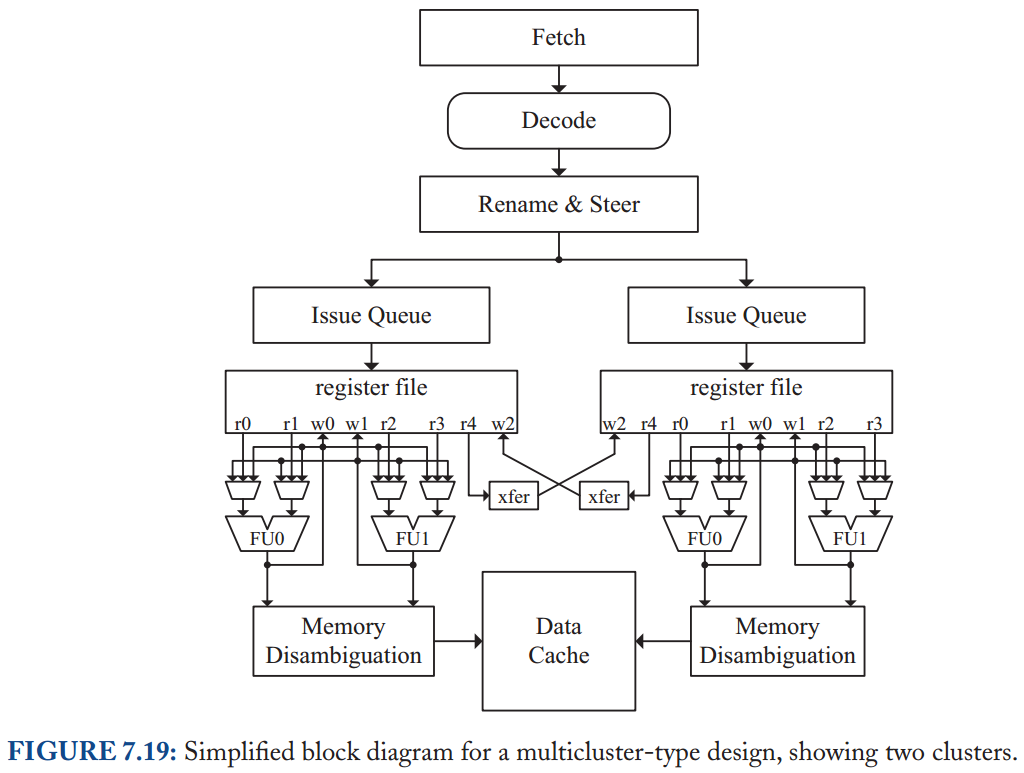 Fetch
Decode
Rename & Steer
Issue Queue
Issue Queue
register file
r0 r1 w0 w1 r2 r3 r4 w2
register file
w2 r4 r0 r1 w0 w1 r2 r3
xfer
xfer
FU0
FU1
FU0
FU1
Memory
Disambiguation
Data
Cache
Memory
Disambiguation
FIGURE 7.19: Simplified block diagram for a multicluster-type design, showing two clusters.